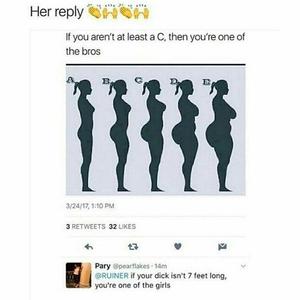 Her reply 👏🙌👏🙌
If you aren't at least a C, then you're one of
the bros
A B C D E
3/24/17, 1:10 PM
3 RETWEETS 32 LIKES
Pary @pearflakes · 14m
@RUINER if your dick isn't 7 feet long,
you're one of the girls